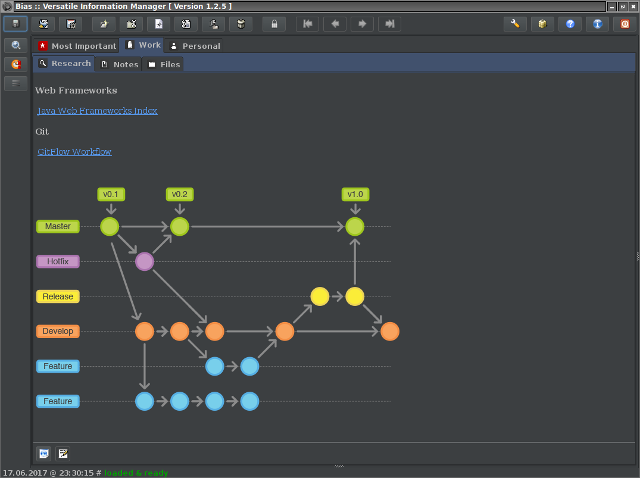 Bias :: Versatile Information Manager [ Version 1.2.5 ]
Most Important Work Personal
Research Notes Files
Web Frameworks
Java Web Frameworks Index
Git
GitFlow Workflow
v0.1 v0.2 v1.0
Master
Hotfix
Release
Develop
Feature
Feature
17.06.2017 @ 23:30:15 # loaded & ready